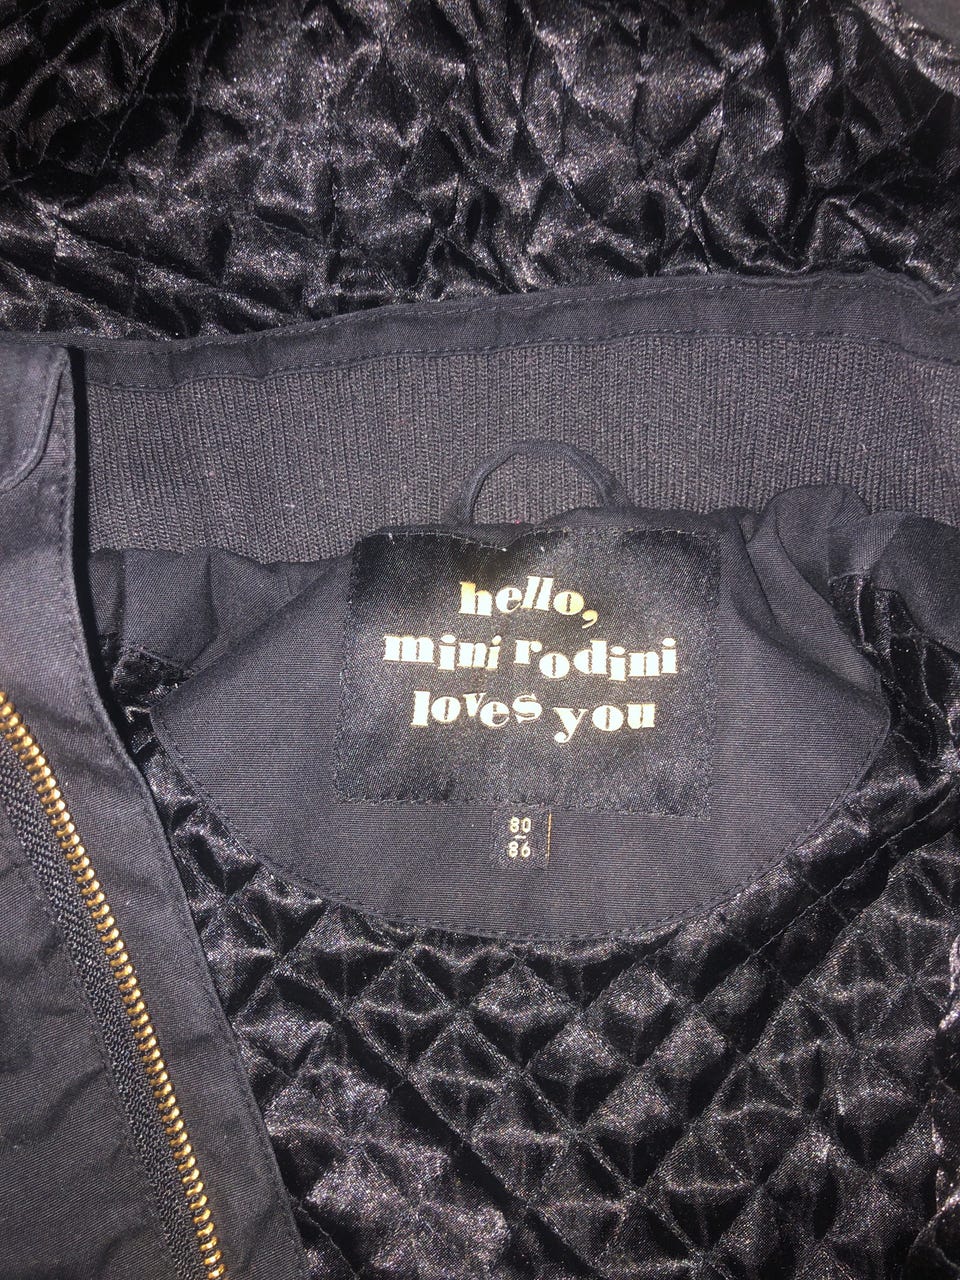 hello,
mini rodini
loves you
80
86